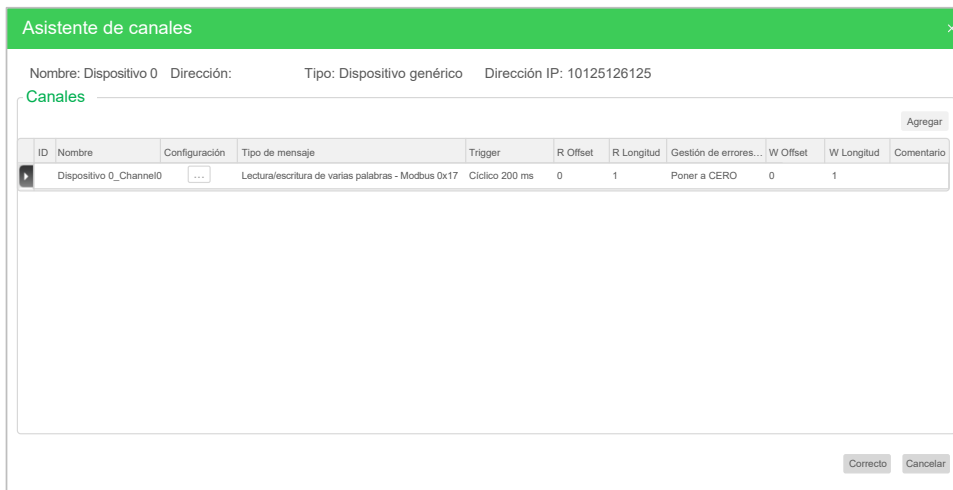 Asistente de canales ×
Nombre: Dispositivo 0 Dirección: Tipo: Dispositivo genérico Dirección IP: 10125126125
Canales
Agregar
ID Nombre Configuración Tipo de mensaje Trigger R Offset R Longitud Gestión de errores... W Offset W Longitud Comentario
Dispositivo 0_Channel0 ... Lectura/escritura de varias palabras - Modbus 0x17 Cíclico 200 ms 0 1 Poner a CERO 0 1
Correcto Cancelar